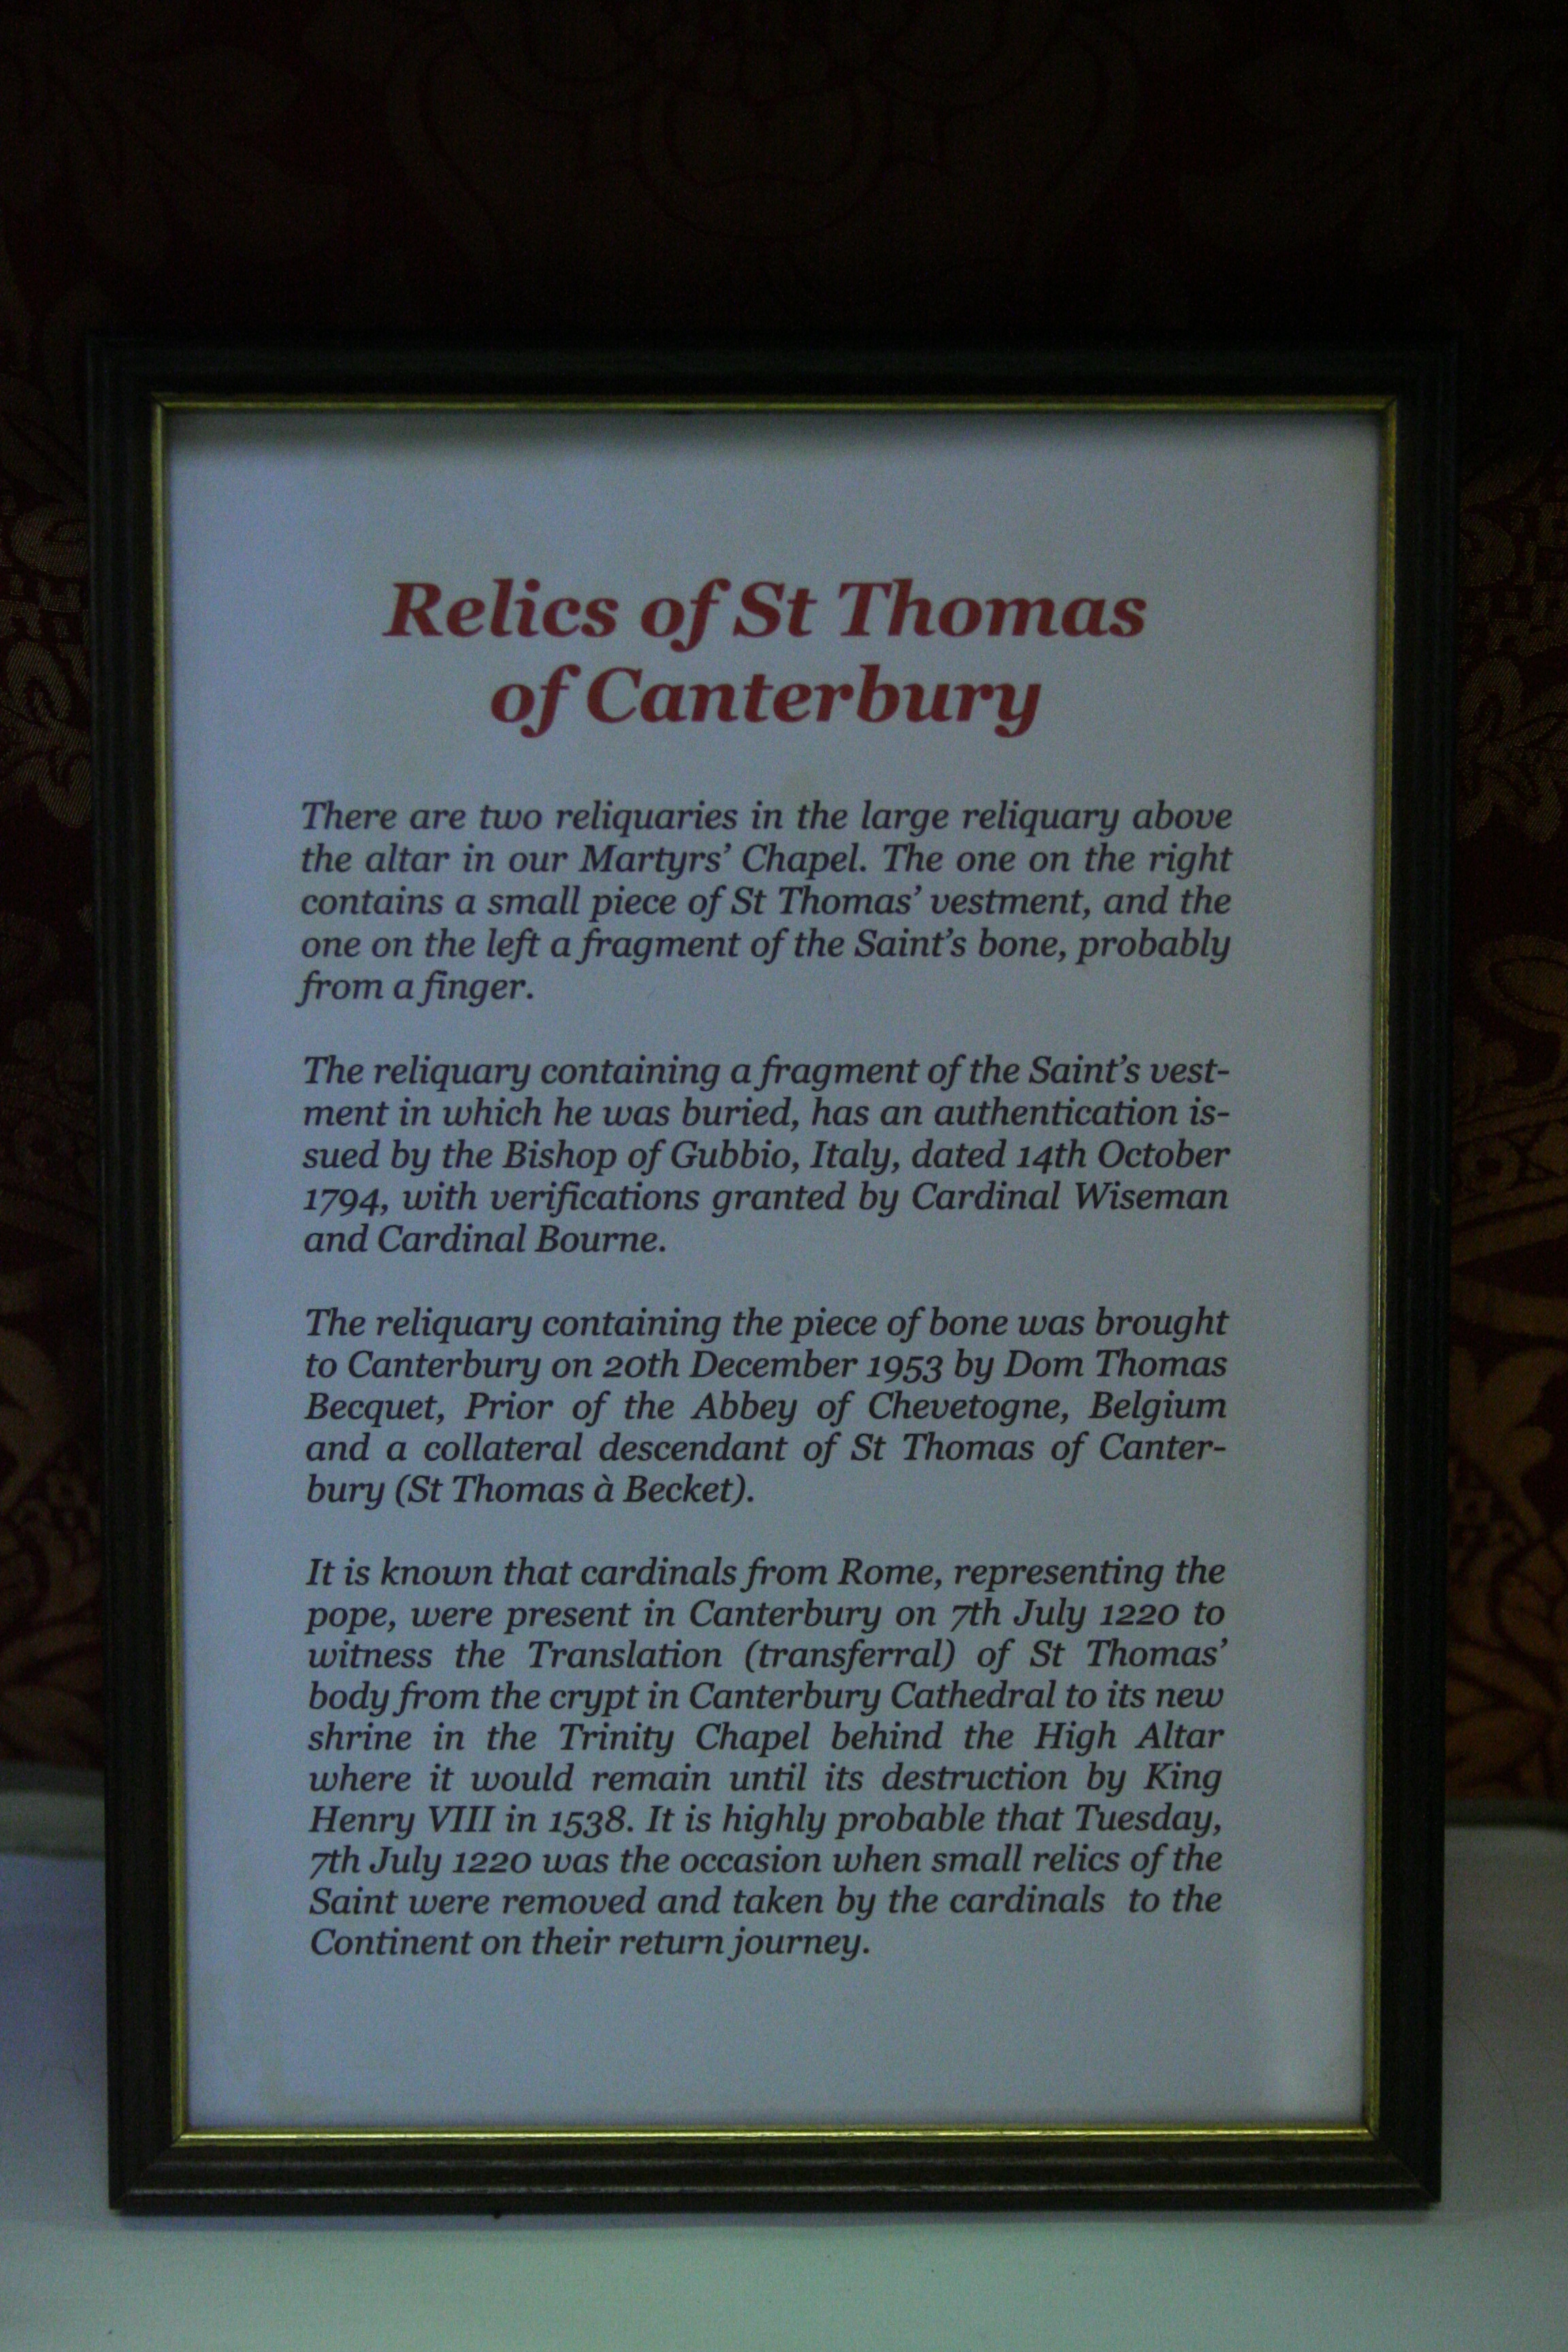 Relics of St Thomas
of Canterbury
There are two reliquaries in the large reliquary above
the altar in our Martyrs’ Chapel. The one on the right
contains a small piece of St Thomas’ vestment, and the
one on the left a fragment of the Saint’s bone, probably
from a finger.
The reliquary containing a fragment of the Saint’s vest-
ment in which he was buried, has an authentication is-
sued by the Bishop of Gubbio, Italy, dated 14th October
1794, with verifications granted by Cardinal Wiseman
and Cardinal Bourne.
The reliquary containing the piece of bone was brought
to Canterbury on 20th December 1953 by Dom Thomas
Becquet, Prior of the Abbey of Chevetogne, Belgium
and a collateral descendant of St Thomas of Canter-
bury (St Thomas à Becket).
It is known that cardinals from Rome, representing the
pope, were present in Canterbury on 7th July 1220 to
witness the Translation (transferral) of St Thomas’
body from the crypt in Canterbury Cathedral to its new
shrine in the Trinity Chapel behind the High Altar
where it would remain until its destruction by King
Henry VIII in 1538. It is highly probable that Tuesday,
7th July 1220 was the occasion when small relics of the
Saint were removed and taken by the cardinals to the
Continent on their return journey.